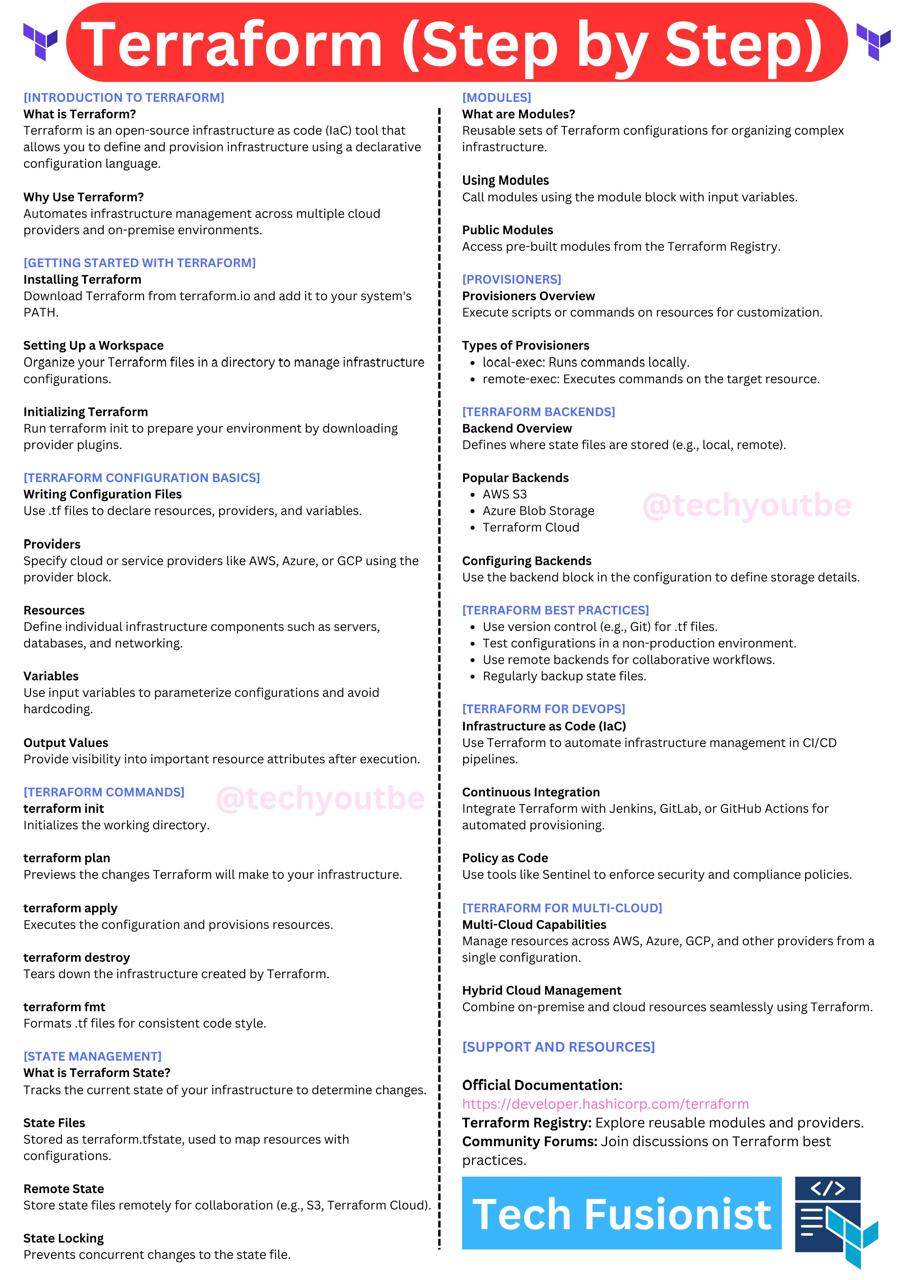 Terraform (Step by Step)
[INTRODUCTION TO TERRAFORM]
What is Terraform?
Terraform is an open-source infrastructure as code (IaC) tool that
allows you to define and provision infrastructure using a declarative
configuration language.
Why Use Terraform?
Automates infrastructure management across multiple cloud
providers and on-premise environments.
[GETTING STARTED WITH TERRAFORM]
Installing Terraform
Download Terraform from terraform.io and add it to your system's
PATH.
Setting Up a Workspace
Organize your Terraform files in a directory to manage infrastructure
configurations.
Initializing Terraform
Run terraform init to prepare your environment by downloading
provider plugins.
[TERRAFORM CONFIGURATION BASICS]
Writing Configuration Files
Use .tf files to declare resources, providers, and variables.
Providers
Specify cloud or service providers like AWS, Azure, or GCP using the
provider block.
Resources
Define individual infrastructure components such as servers,
databases, and networking.
Variables
Use input variables to parameterize configurations and avoid
hardcoding.
Output Values
Provide visibility into important resource attributes after execution.
[TERRAFORM COMMANDS]
@techyoutbe
terraform init
Initializes the working directory.
terraform plan
Previews the changes Terraform will make to your infrastructure.
terraform apply
Executes the configuration and provisions resources.
terraform destroy
Tears down the infrastructure created by Terraform.
terraform fmt
Formats .tf files for consistent code style.
[STATE MANAGEMENT]
What is Terraform State?
Tracks the current state of your infrastructure to determine changes.
State Files
Stored as terraform.tfstate, used to map resources with
configurations.
Remote State
Store state files remotely for collaboration (e.g., S3, Terraform Cloud).
State Locking
Prevents concurrent changes to the state file.
[MODULES]
What are Modules?
Reusable sets of Terraform configurations for organizing complex
infrastructure.
Using Modules
Call modules using the module block with input variables.
Public Modules
Access pre-built modules from the Terraform Registry.
[PROVISIONERS]
Provisioners Overview
Execute scripts or commands on resources for customization.
Types of Provisioners
• local-exec: Runs commands locally.
• remote-exec: Executes commands on the target resource.
[TERRAFORM BACKENDS]
Backend Overview
Defines where state files are stored (e.g., local, remote).
Popular Backends
• AWS S3
• Azure Blob Storage
• Terraform Cloud
@techyoutbe
Configuring Backends
Use the backend block in the configuration to define storage details.
[TERRAFORM BEST PRACTICES]
• Use version control (e.g., Git) for .tf files.
• Test configurations in a non-production environment.
• Use remote backends for collaborative workflows.
• Regularly backup state files.
[TERRAFORM FOR DEVOPS]
Infrastructure as Code (IaC)
Use Terraform to automate infrastructure management in CI/CD
pipelines.
Continuous Integration
Integrate Terraform with Jenkins, GitLab, or GitHub Actions for
automated provisioning.
Policy as Code
Use tools like Sentinel to enforce security and compliance policies.
[TERRAFORM FOR MULTI-CLOUD]
Multi-Cloud Capabilities
Manage resources across AWS, Azure, GCP, and other providers from a
single configuration.
Hybrid Cloud Management
Combine on-premise and cloud resources seamlessly using Terraform.
[SUPPORT AND RESOURCES]
Official Documentation:
https://developer.hashicorp.com/terraform
Terraform Registry: Explore reusable modules and providers.
Community Forums: Join discussions on Terraform best
practices.
Tech Fusionist
</>